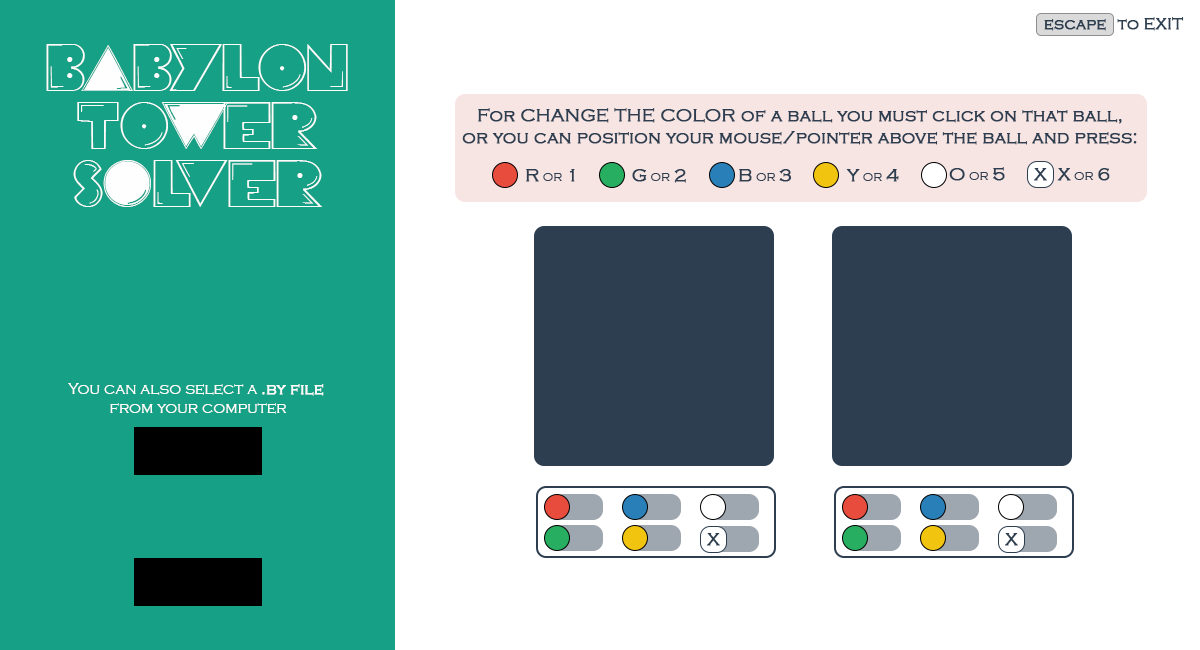 BABYLON
TOWER
SOLVER
ESCAPE TO EXIT
For CHANGE THE COLOR of a ball you must click on that ball,
or you can position your mouse/pointer above the ball and press:
R or 1 G or 2 B or 3 Y or 4 O or 5 X X or 6
You can also select a .by file
from your computer
X X